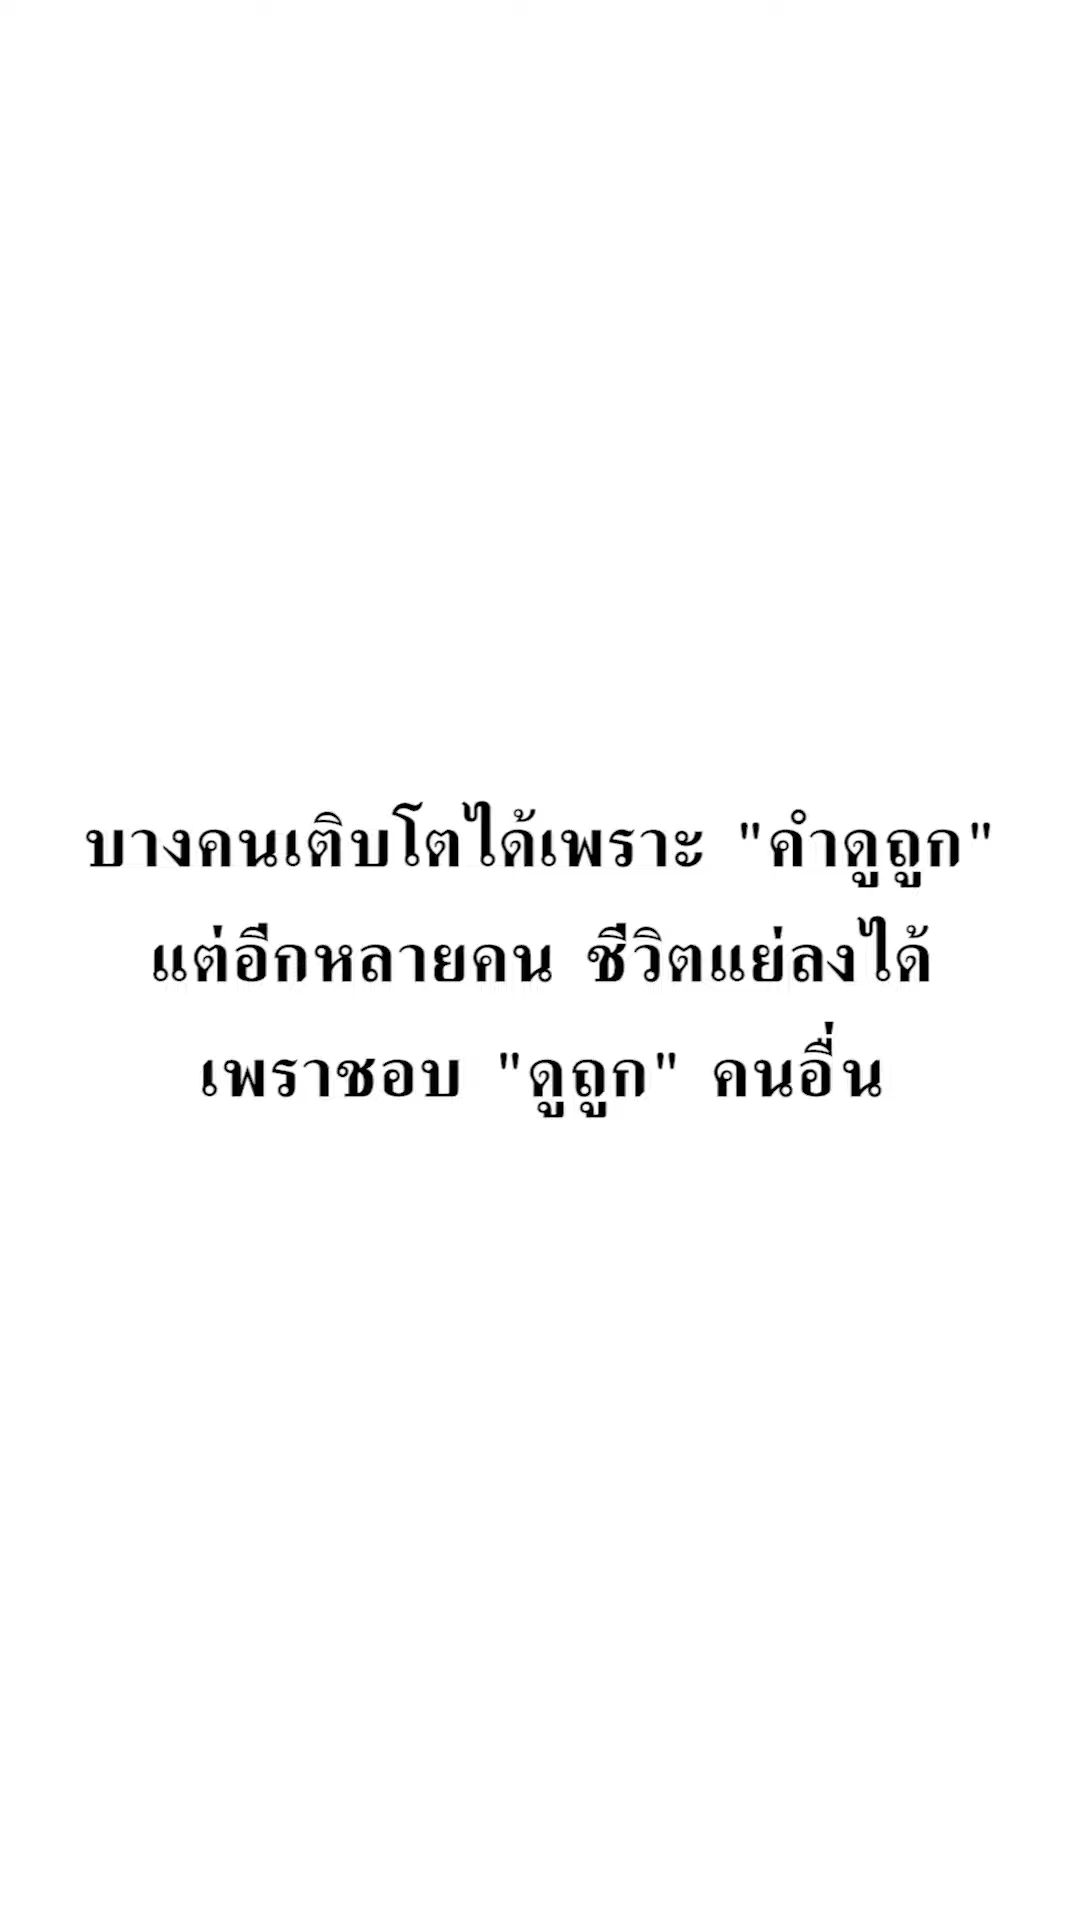 บางคนเติบโตได้เพราะ "คำดูถูก"
แต่อีกหลายคน ชีวิตแย่ลงได้
เพราชอบ "ดูถูก" คนอื่น